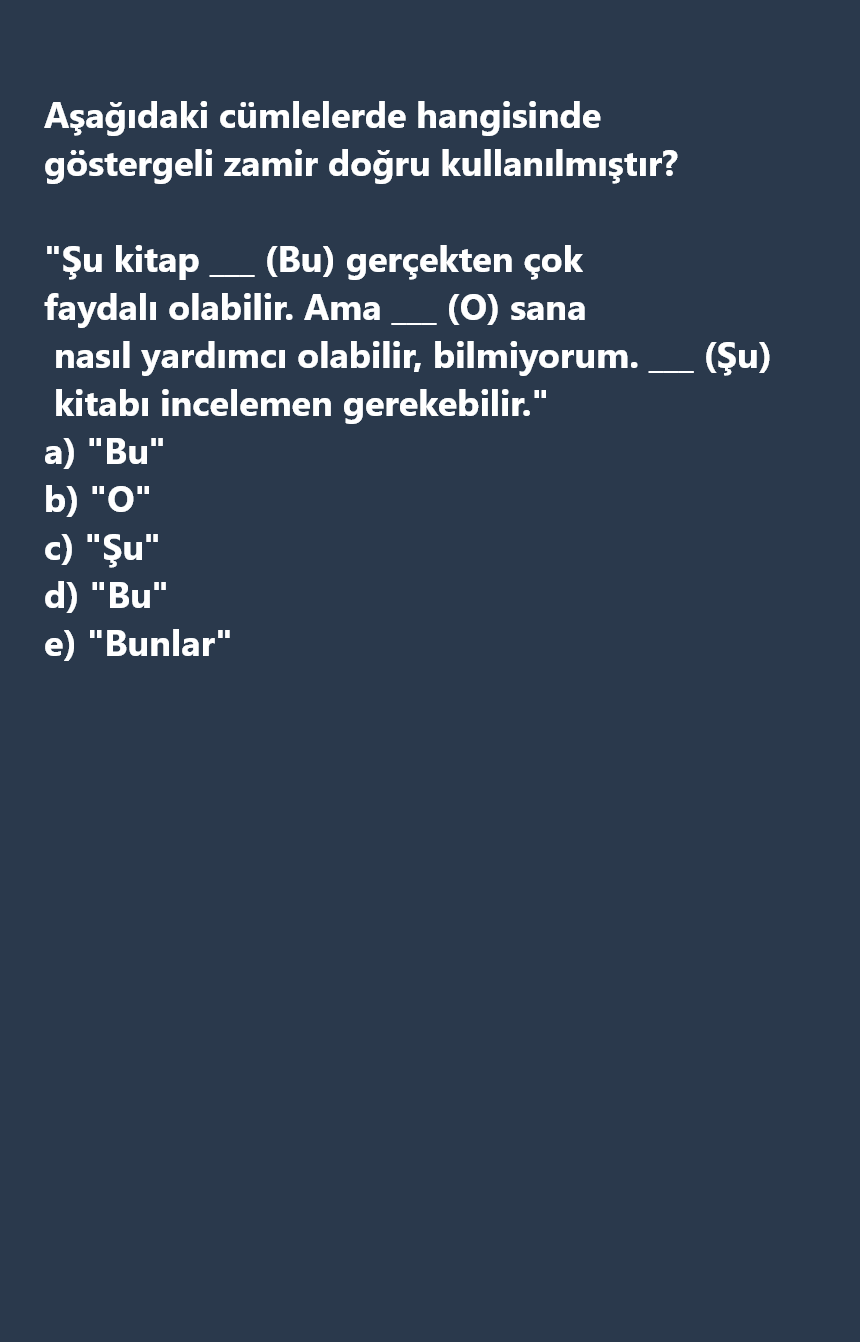 Aşağıdaki cümlelerde hangisinde
göstergeli zamir doğru kullanılmıştır?
"Şu kitap ___ (Bu) gerçekten çok
faydalı olabilir. Ama ___ (O) sana
nasıl yardımcı olabilir, bilmiyorum. ___ (Şu)
kitabı incelemen gerekebilir."
a) "Bu"
b) "O"
c) "Şu"
d) "Bu"
e) "Bunlar"